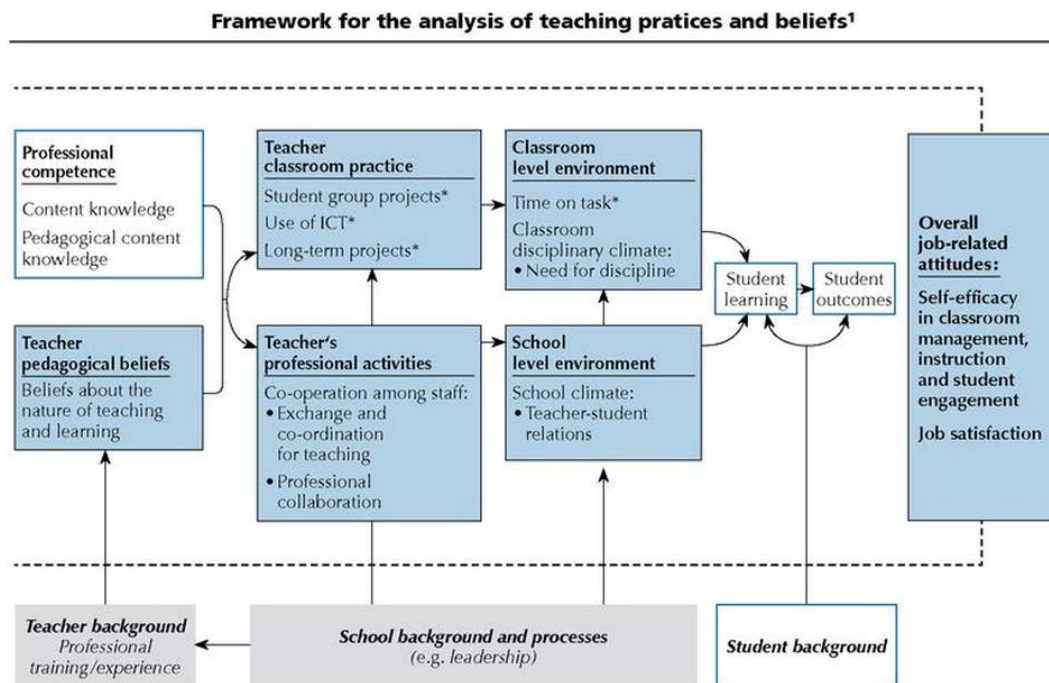 Framework for the analysis of teaching pratices and beliefs¹
Professional
competence
Content knowledge
Pedagogical content
knowledge
Teacher
pedagogical beliefs
Beliefs about the
nature of teaching
and learning
Teacher
classroom practice
Student group projects*
Use of ICT*
Long-term projects*
Teacher's
professional activities
Co-operation among staff:
• Exchange and
co-ordination
for teaching
• Professional
collaboration
Classroom
level environment
Time on task*
Classroom
disciplinary climate:
• Need for discipline
School
level environment
School climate:
• Teacher-student
relations
Student
learning
Student
outcomes
Overall
job-related
attitudes:
Self-efficacy
in classroom
management,
instruction
and student
engagement
Job satisfaction
Teacher background
Professional
training/experience
School background and processes
(e.g. leadership)
Student background